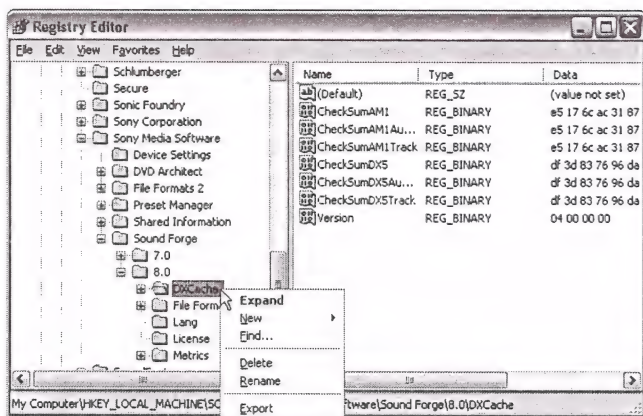 Registry Editor
File Edit View Favorites Help
Schlumberger
Secure
Sonic Foundry
Sony Corporation
Sony Media Software
Device Settings
DVD Architect
File Formats 2
Preset Manager
Shared Information
Sound Forge
7.0
8.0
DXCache
File Form
Lang
License
Metrics
Name Type Data
(Default) REG_SZ (value not set)
CheckSumAM1 REG_BINARY e5 17 6c ac 31 87
CheckSumAM1Au... REG_BINARY e5 17 6c ac 31 87
CheckSumAM1Track REG_BINARY e5 17 6c ac 31 87
CheckSumDX5 REG_BINARY df 3d 83 76 96 da
CheckSumDX5Au... REG_BINARY df 3d 83 76 96 da
CheckSumDX5Track REG_BINARY df 3d 83 76 96 da
Version REG_BINARY 04 00 00 00
Expand
New
Find...
Delete
Rename
Export
My Computer\HKEY_LOCAL_MACHINE\SO ftware\Sound Forge\8.0\DXCache